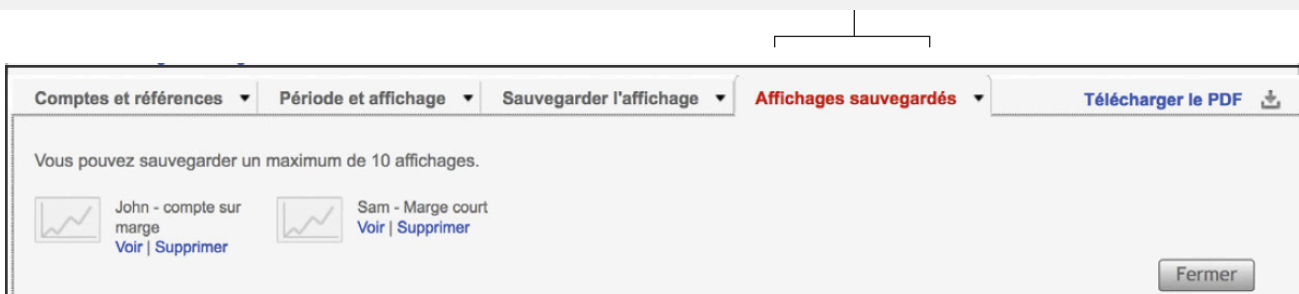 Comptes et références Période et affichage Sauvegarder l'affichage Affichages sauvegardés Télécharger le PDF
Vous pouvez sauvegarder un maximum de 10 affichages.
John - compte sur
marge
Voir | Supprimer
Sam - Marge court
Voir | Supprimer
Fermer